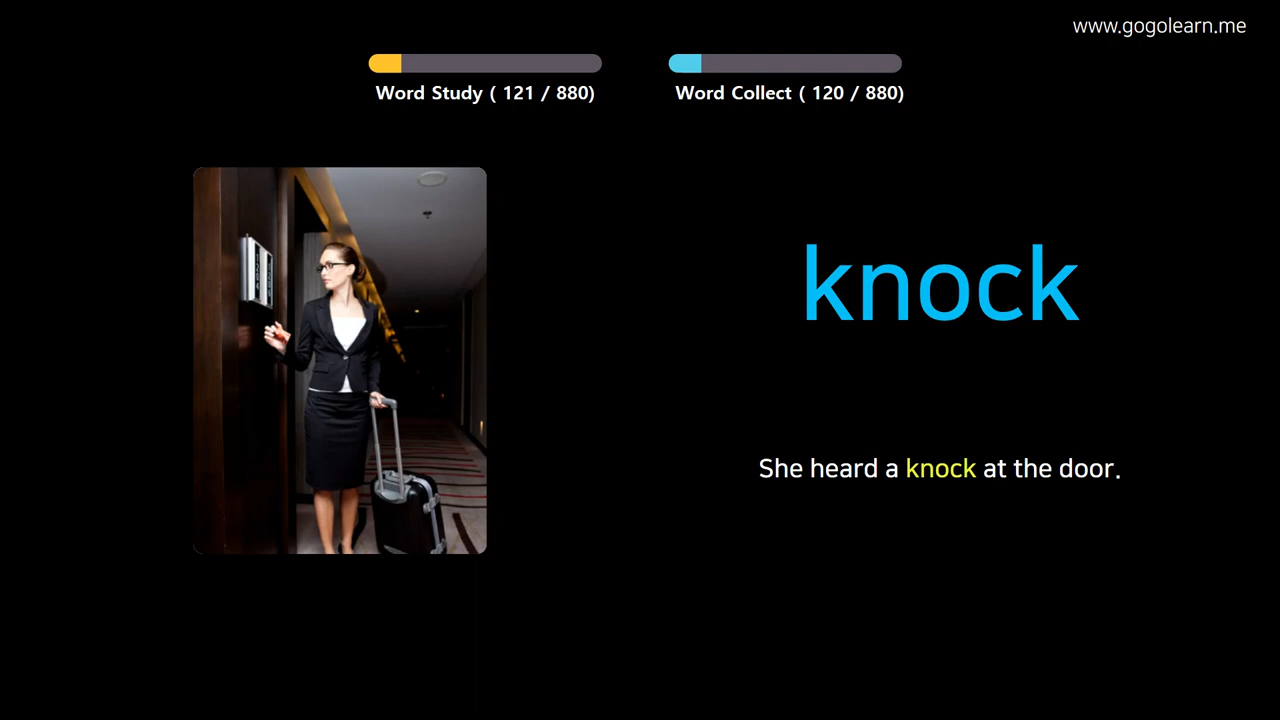 www.gogolearn.me
Word Study ( 121 / 880)
Word Collect ( 120 / 880)
knock
She heard a knock at the door.